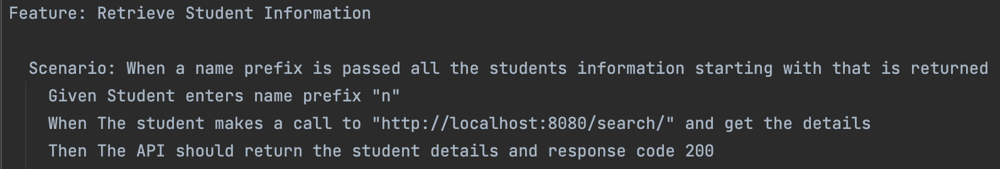 Feature: Retrieve Student Information
Scenario: When a name prefix is passed all the students information starting with that is returned
Given Student enters name prefix "n"
When The student makes a call to "http://localhost:8080/search/" and get the details
Then The API should return the student details and response code 200